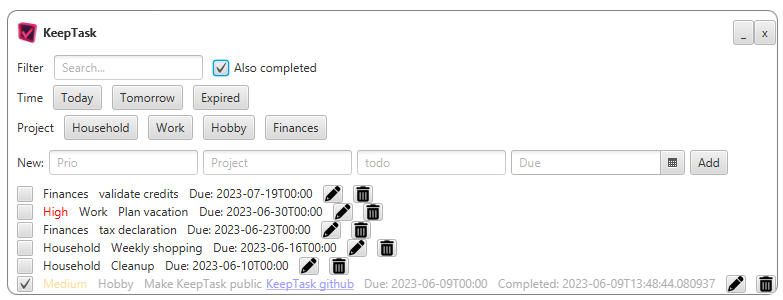 KeepTask
_ x
Filter Search... Also completed
Time Today Tomorrow Expired
Project Household Work Hobby Finances
New: Prio Project todo Due Add
Finances validate credits Due: 2023-07-19T00:00
High Work Plan vacation Due: 2023-06-30T00:00
Finances tax declaration Due: 2023-06-23T00:00
Household Weekly shopping Due: 2023-06-16T00:00
Household Cleanup Due: 2023-06-10T00:00
Medium Hobby Make KeepTask public KeepTask github Due: 2023-06-09T00:00 Completed: 2023-06-09T13:48:44.080937